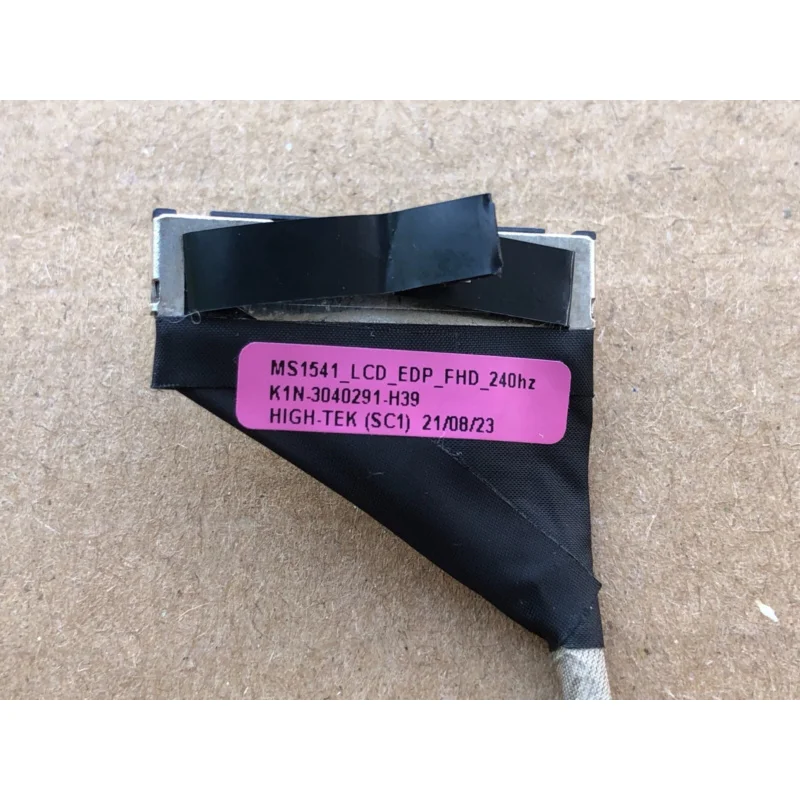 MS1541_LCD_EDP_FHD_240hz
K1N-3040291-H39
HIGH-TEK (SC1) 21/08/23